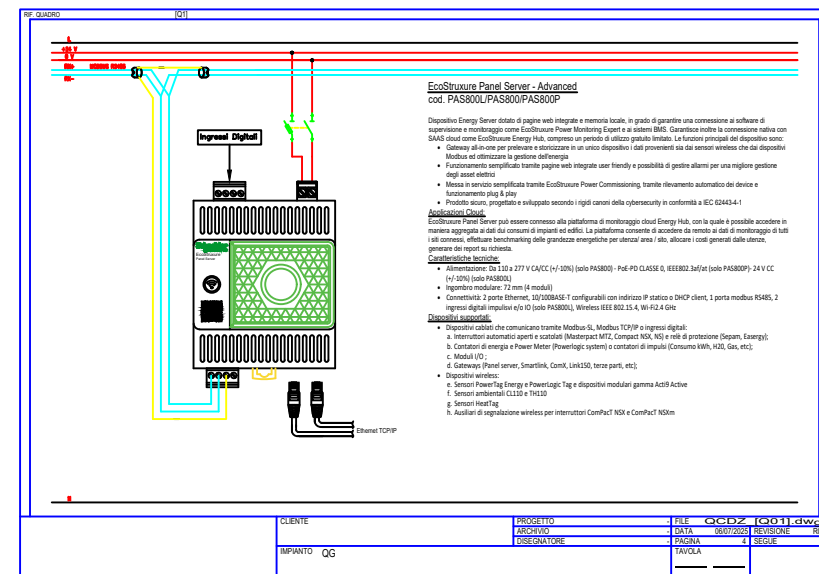 RIF. QUADRO [Q1]
L
+24 V
0 V
MODBUS RS485
Ingressi Digitali
EcoStruxure Panel Server - Advanced
cod. PAS800L/PAS800/PAS800P
Dispositivo Energy Server dotato di pagine web integrate e memoria locale, in grado di garantire una connessione ai software di
supervisione e monitoraggio come EcoStruxure Power Monitoring Expert e ai sistemi BMS. Garantisce inoltre la connessione nativa con
SAAS cloud come EcoStruxure Energy Hub, compreso un periodo di utilizzo gratuito limitato. Le funzioni principali del dispositivo sono:
• Gateway all-in-one per prelevare e storicizzare in un unico dispositivo i dati provenienti sia dai sensori wireless che dai dispositivi
Modbus ed ottimizzare la gestione dell'energia
• Funzionamento semplificato tramite pagine web integrate user friendly e possibilità di gestire allarmi per una migliore gestione
degli asset elettrici
• Messa in servizio semplificata tramite EcoStruxure Power Commissioning, tramite rilevamento automatico dei device e
funzionamento plug & play
• Prodotto sicuro, progettato e sviluppato secondo i rigidi canoni della cybersecurity in conformità a IEC 62443-4-1
Applicazioni Cloud:
EcoStruxure Panel Server può essere connesso alla piattaforma di monitoraggio cloud Energy Hub, con la quale è possibile accedere in
maniera aggregata ai dati dei consumi di impianti ed edifici. La piattaforma consente di accedere da remoto ai dati di monitoraggio di tutti
i siti connessi, effettuare benchmarking delle grandezze energetiche per utenza/ area / sito, allocare i costi generati dalle utenze,
generare dei report su richiesta.
Caratteristiche tecniche:
• Alimentazione: Da 110 a 277 V CA/CC (+/-10%) (solo PAS800) - PoE-PD CLASSE 0, IEEE802.3af/at (solo PAS800P)- 24 V CC
(+/-10%) (solo PAS800L)
• Ingombro modulare: 72 mm (4 moduli)
• Connettività: 2 porte Ethernet, 10/100BASE-T configurabili con indirizzo IP statico o DHCP client, 1 porta modbus RS485, 2
ingressi digitali impulsivi e/o IO (solo PAS800L), Wireless IEEE 802.15.4, Wi-Fi2.4 GHz
Dispositivi supportati:
• Dispositivi cablati che comunicano tramite Modbus-SL, Modbus TCP/IP o ingressi digitali:
a. Interruttori automatici aperti e scatolati (Masterpact MTZ, Compact NSX, NS) e relè di protezione (Sepam, Easergy);
b. Contatori di energia e Power Meter (Powerlogic system) o contatori di impulsi (Consumo kWh, H20, Gas, etc);
c. Moduli I/O ;
d. Gateways (Panel server, Smartlink, ComX, Link150, terze parti, etc);
• Dispositivi wireless:
e. Sensori PowerTag Energy e PowerLogic Tag e dispositivi modulari gamma Acti9 Active
f. Sensori ambientali CL110 e TH110
g. Sensori HeatTag
h. Ausiliari di segnalazione wireless per interruttori ComPacT NSX e ComPacT NSXm
EcoStruxure
Panel Server
Ethernet TCP/IP
N
CLIENTE
IMPIANTO QG
PROGETTO -
ARCHIVIO -
DISEGNATORE -
FILE QCDZ [Q01].dwg
DATA 06/07/2025 REVISIONE
PAGINA 4 SEGUE
TAVOLA